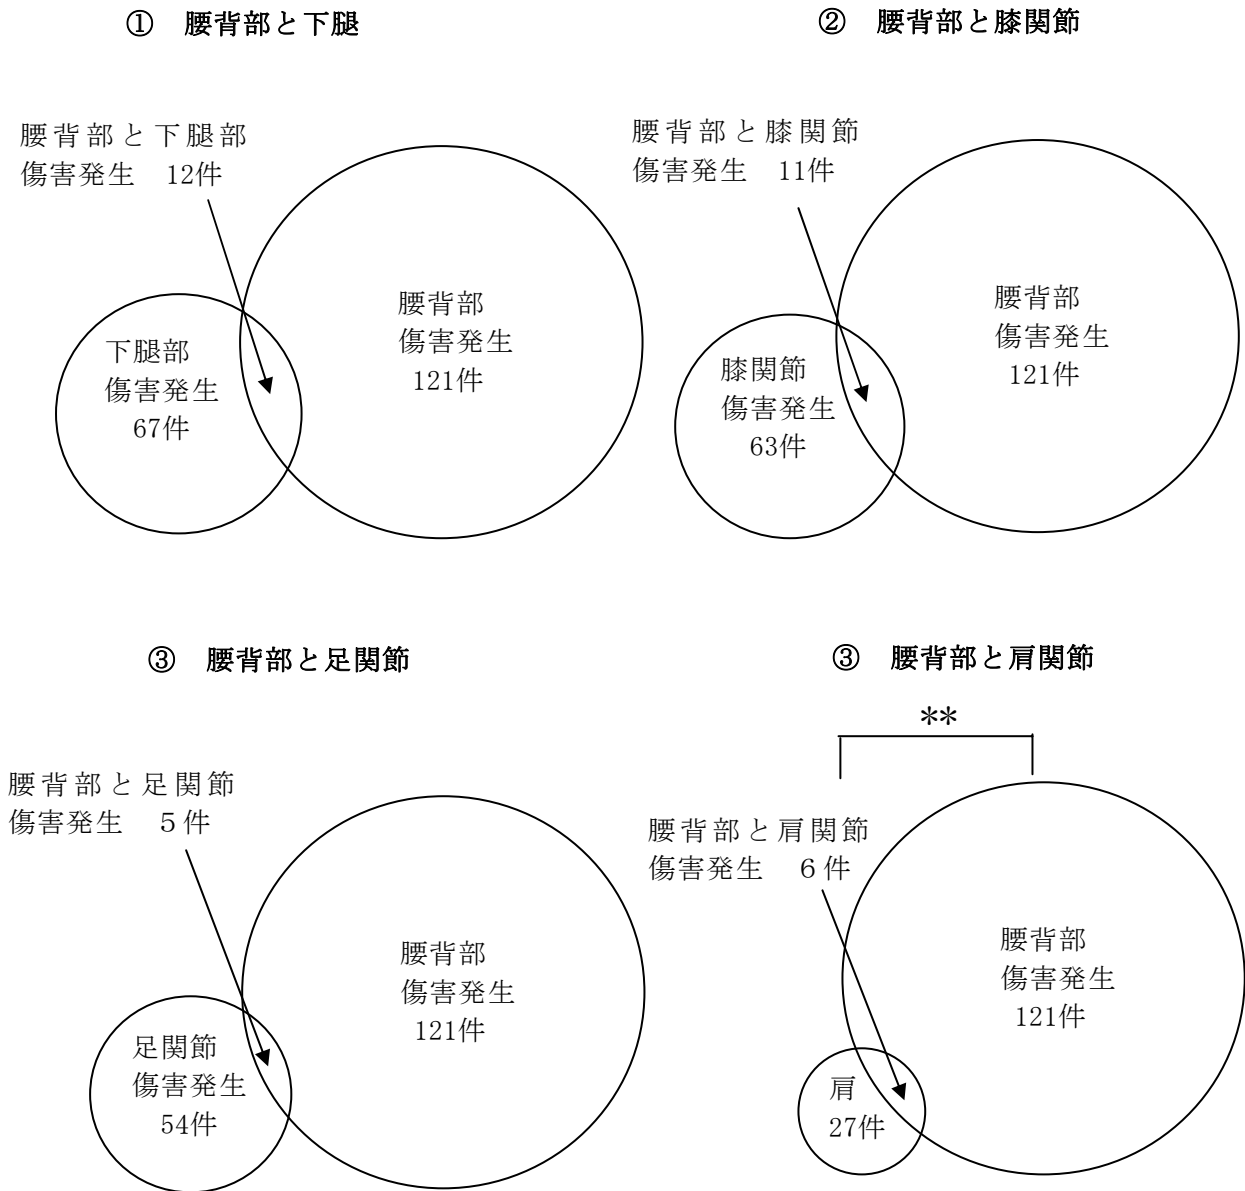 ① 腰背部と下腿
腰背部と下腿部
傷害発生 12件
下腿部
傷害発生
67件
腰背部
傷害発生
121件
② 腰背部と膝関節
腰背部と膝関節
傷害発生 11件
膝関節
傷害発生
63件
腰背部
傷害発生
121件
③ 腰背部と足関節
腰背部と足関節
傷害発生 5件
足関節
傷害発生
54件
腰背部
傷害発生
121件
③ 腰背部と肩関節
**
腰背部と肩関節
傷害発生 6件
肩
27件
腰背部
傷害発生
121件